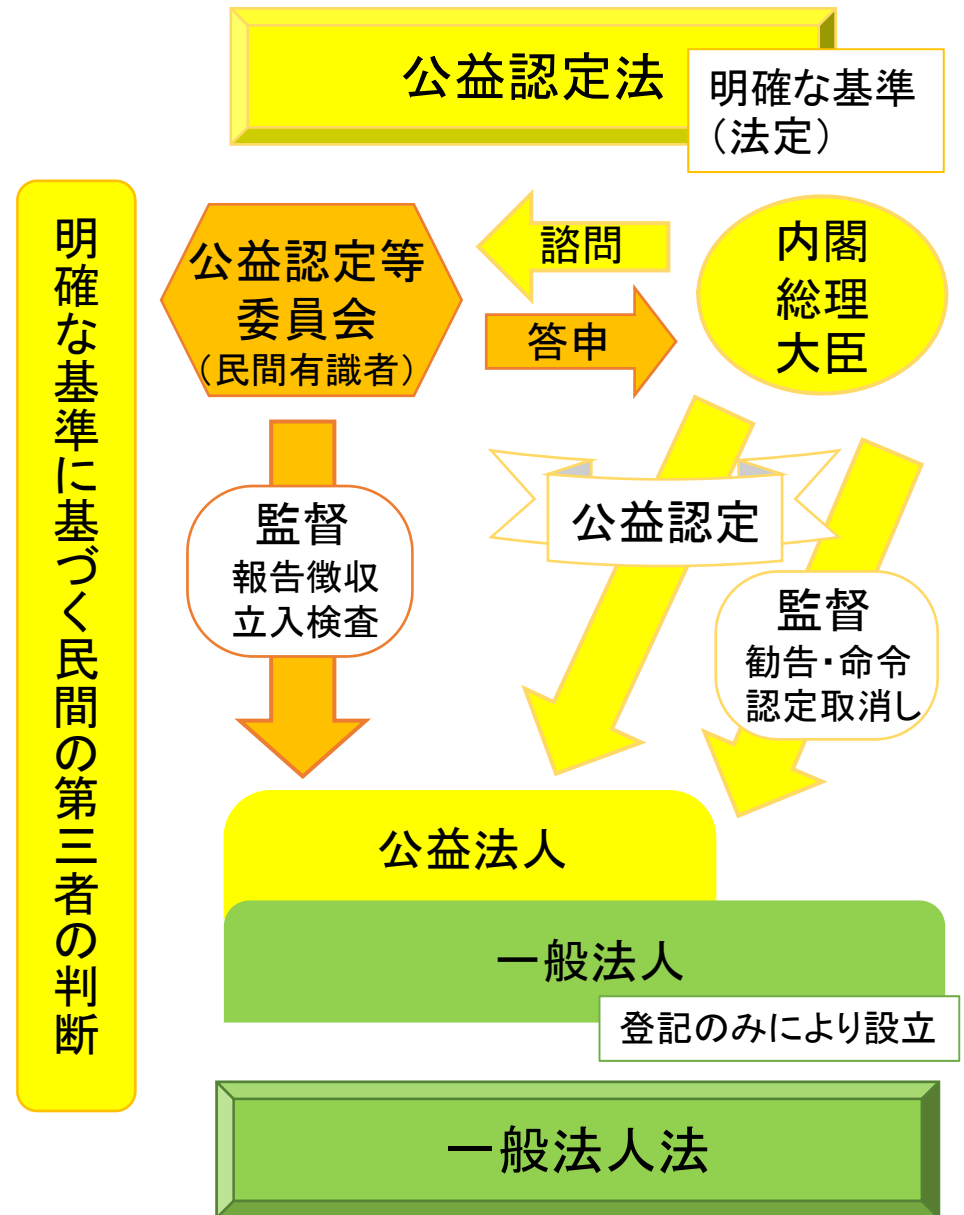 公益認定法
明確な基準
（法定）
明確な基準に基づく民間の第三者の判断
公益認定等
委員会
（民間有識者）
諮問
答申
内閣
総理
大臣
監督
報告徴収
立入検査
公益認定
監督
勧告・命令
認定取消し
公益法人
一般法人
登記のみにより設立
一般法人法